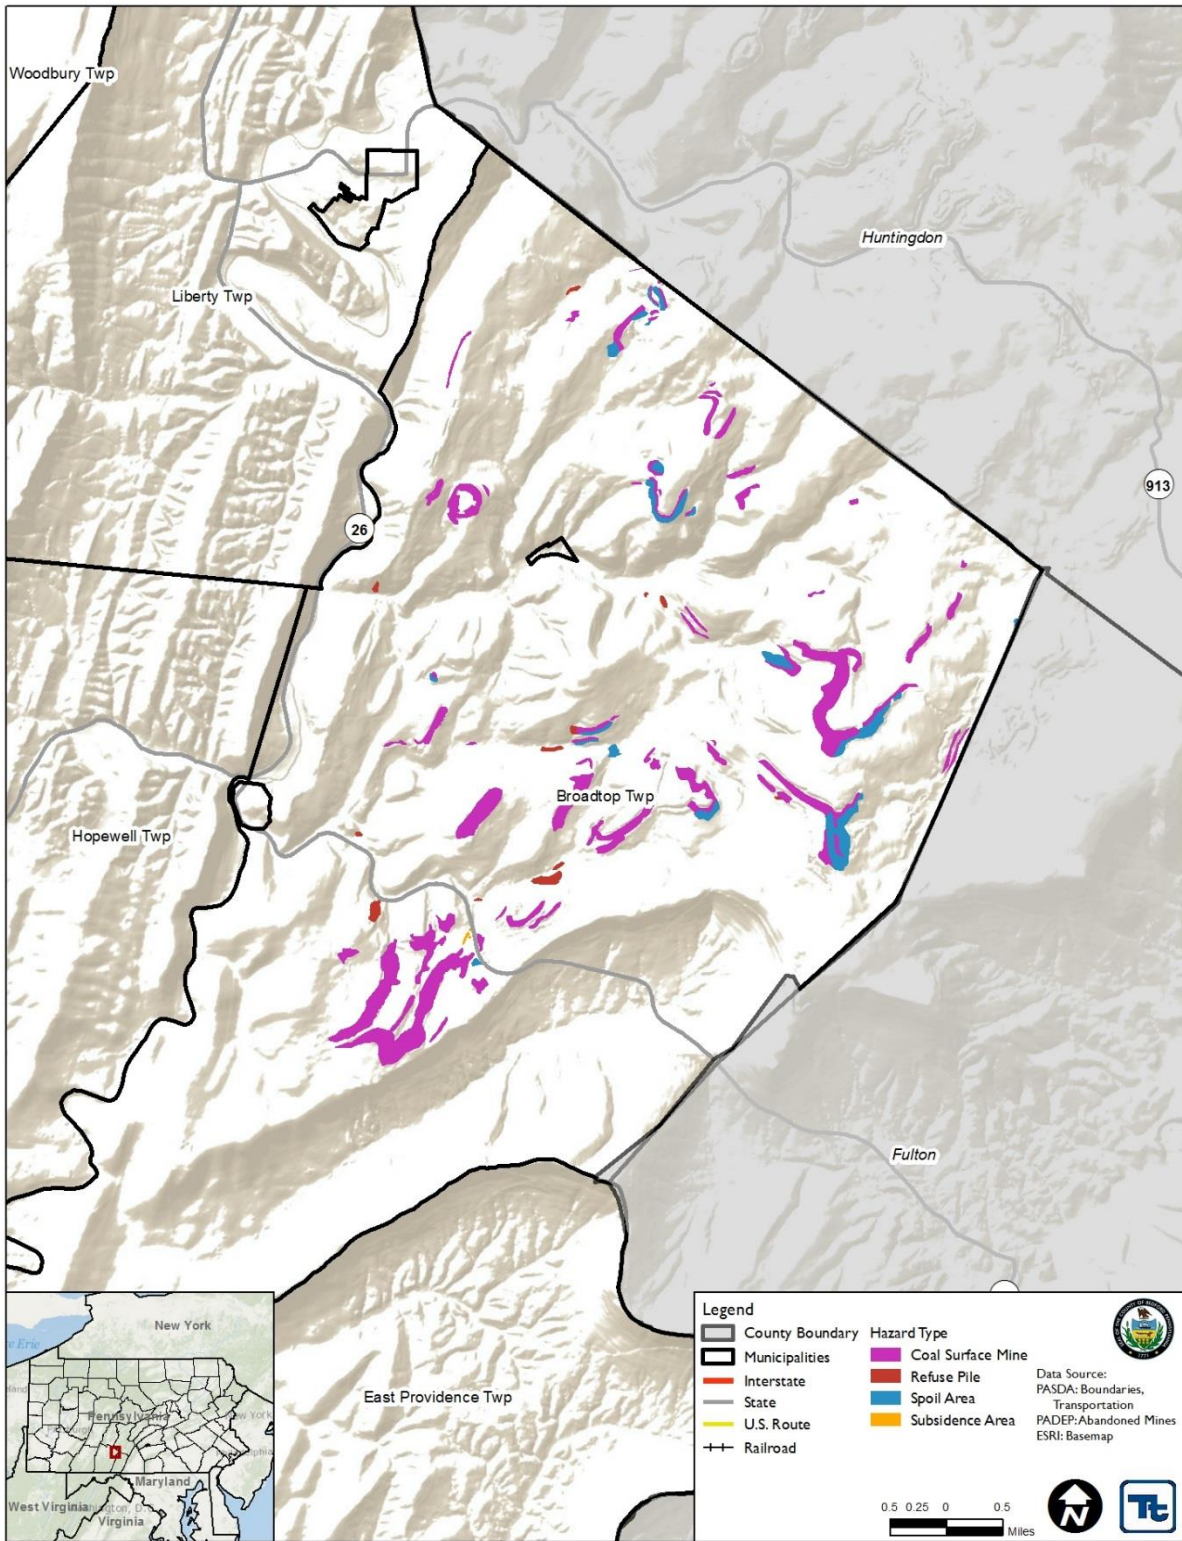 Woodbury Twp
Huntingdon
Liberty Twp
913
26
Broadtop Twp
Hopewell Twp
Fulton
East Providence Twp
New York
Pennsylvania
New York
Maryland
West Virginia
Virginia
Legend
County Boundary
Municipalities
Interstate
State
U.S. Route
Railroad
Hazard Type
Coal Surface Mine
Refuse Pile
Spoil Area
Subsidence Area
Data Source:
PASDA: Boundaries,
Transportation
PADEP: Abandoned Mines
ESRI: Basemap
0.5 0.25 0 0.5
Miles
N
Tt